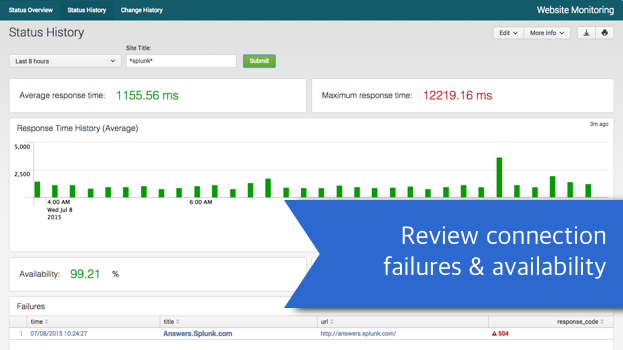 Status Overview Status History Change History Website Monitoring
Status History
Edit More Info
Site Title:
Last 8 hours *splunk* Submit
Average response time: 1155.56 ms Maximum response time: 12219.16 ms
Response Time History (Average) 3m ago
5,000
2,500
4:00 AM 6:00 AM
Wed Jul 8
2015
Review connection
failures & availability
Availability: 99.21 %
Failures
time title url response_code
1 07/08/2015 10:24:27 Answers.Splunk.com http://answers.splunk.com/ 504